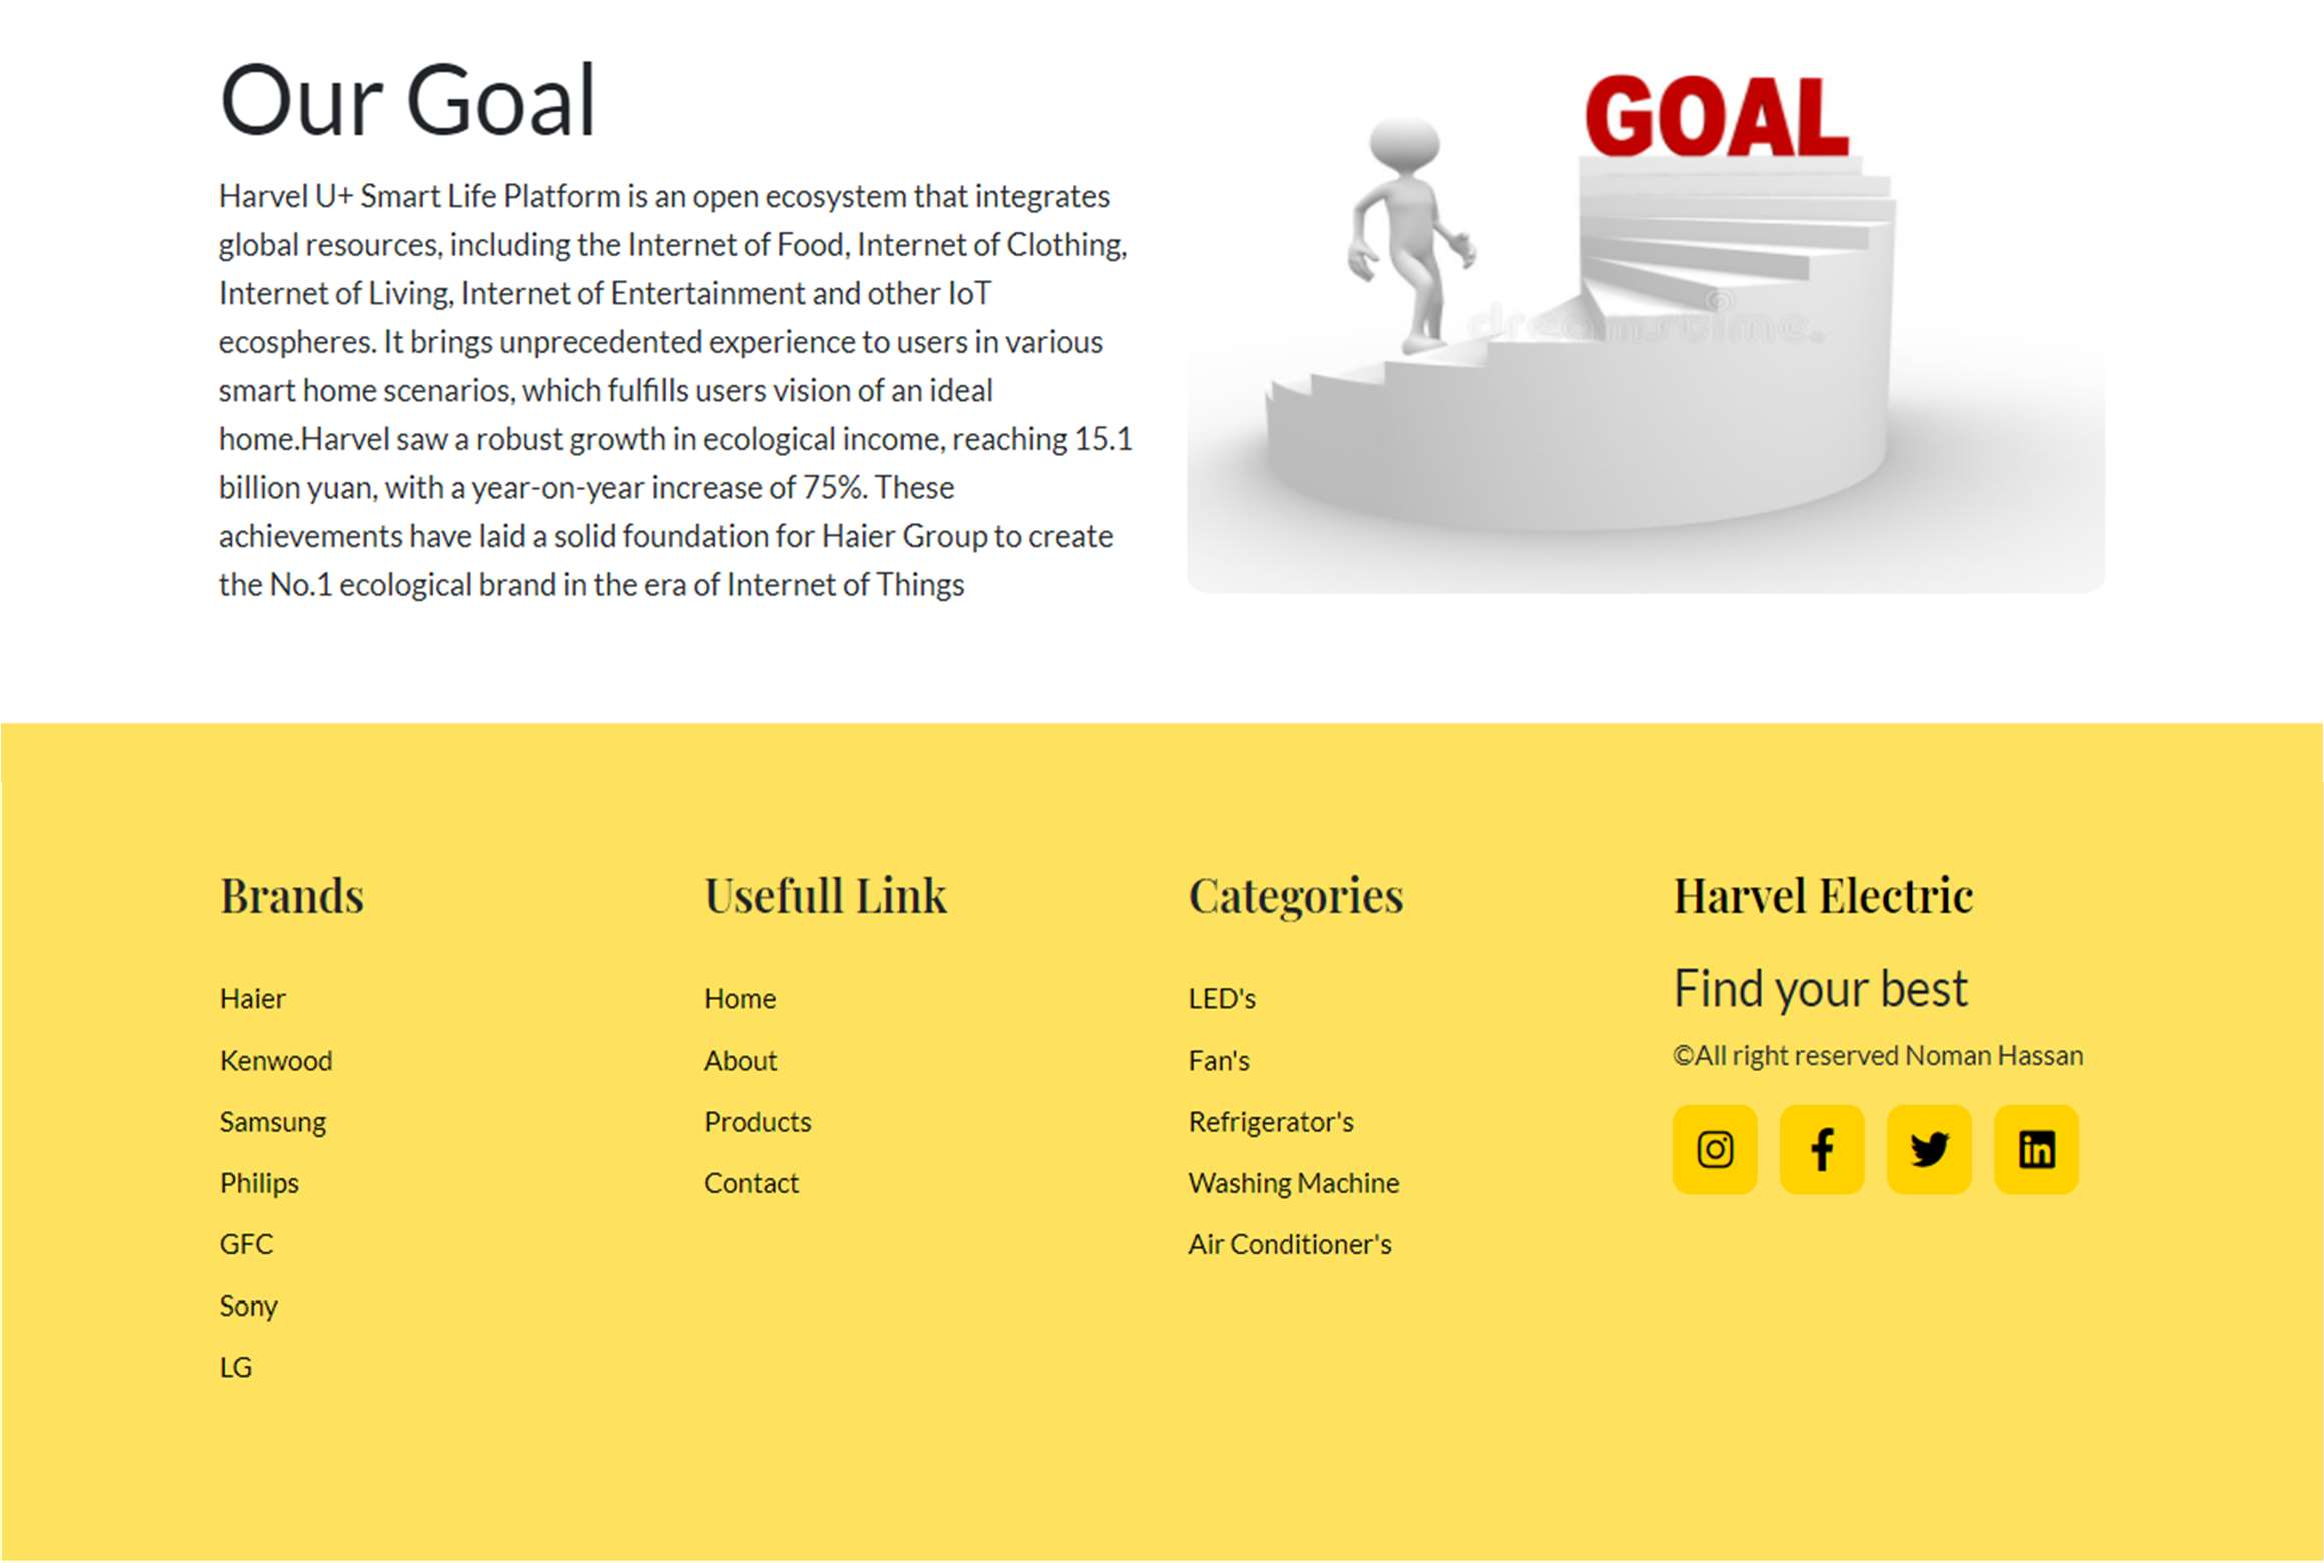 Our Goal
Harvel U+ Smart Life Platform is an open ecosystem that integrates
global resources, including the Internet of Food, Internet of Clothing,
Internet of Living, Internet of Entertainment and other IoT
ecospheres. It brings unprecedented experience to users in various
smart home scenarios, which fulfills users vision of an ideal
home.Harvel saw a robust growth in ecological income, reaching 15.1
billion yuan, with a year-on-year increase of 75%. These
achievements have laid a solid foundation for Haier Group to create
the No.1 ecological brand in the era of Internet of Things
GOAL
dreamstime.
Brands
Haier
Kenwood
Samsung
Philips
GFC
Sony
LG
Usefull Link
Home
About
Products
Contact
Categories
LED's
Fan's
Refrigerator's
Washing Machine
Air Conditioner's
Harvel Electric
Find your best
©All right reserved Noman Hassan